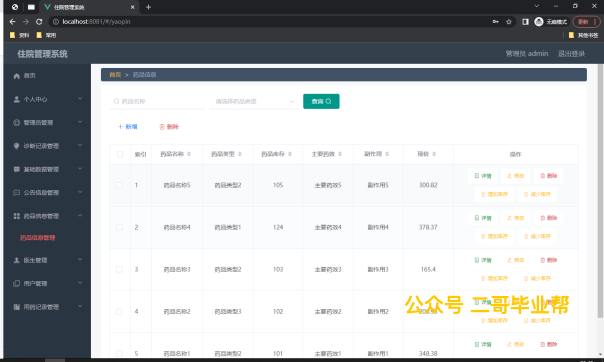 住院管理系统
localhost:8081/#/yaopin
无痕模式
更新
资料 常用 其他书签
住院管理系统 管理员 admin 退出登录
首页
个人中心
管理员管理
诊断记录管理
基础数据管理
公告信息管理
药品信息管理
药品信息管理
医生管理
用户管理
用药记录管理
首页 > 药品信息
药品名称 请选择药品类型 查询
+ 新增 删除
索引 药品名称 药品类型 药品库存 主要药效 副作用 现价 操作
1 药品名称5 药品类型2 105 主要药效5 副作用5 300.82 详情 修改 删除
增加库存 减少库存
2 药品名称4 药品类型1 124 主要药效4 副作用4 378.37 详情 修改 删除
增加库存 减少库存
3 药品名称3 药品类型2 103 主要药效3 副作用3 165.4 详情 修改 删除
增加库存 减少库存
4 药品名称2 药品类型3 102 主要药效2 副作用2 详情 修改 删除
增加库存 减少库存
公众号 二哥毕业帮
5 药品名称1 药品类型2 101 主要药效1 副作用1 348.38 详情 修改 删除